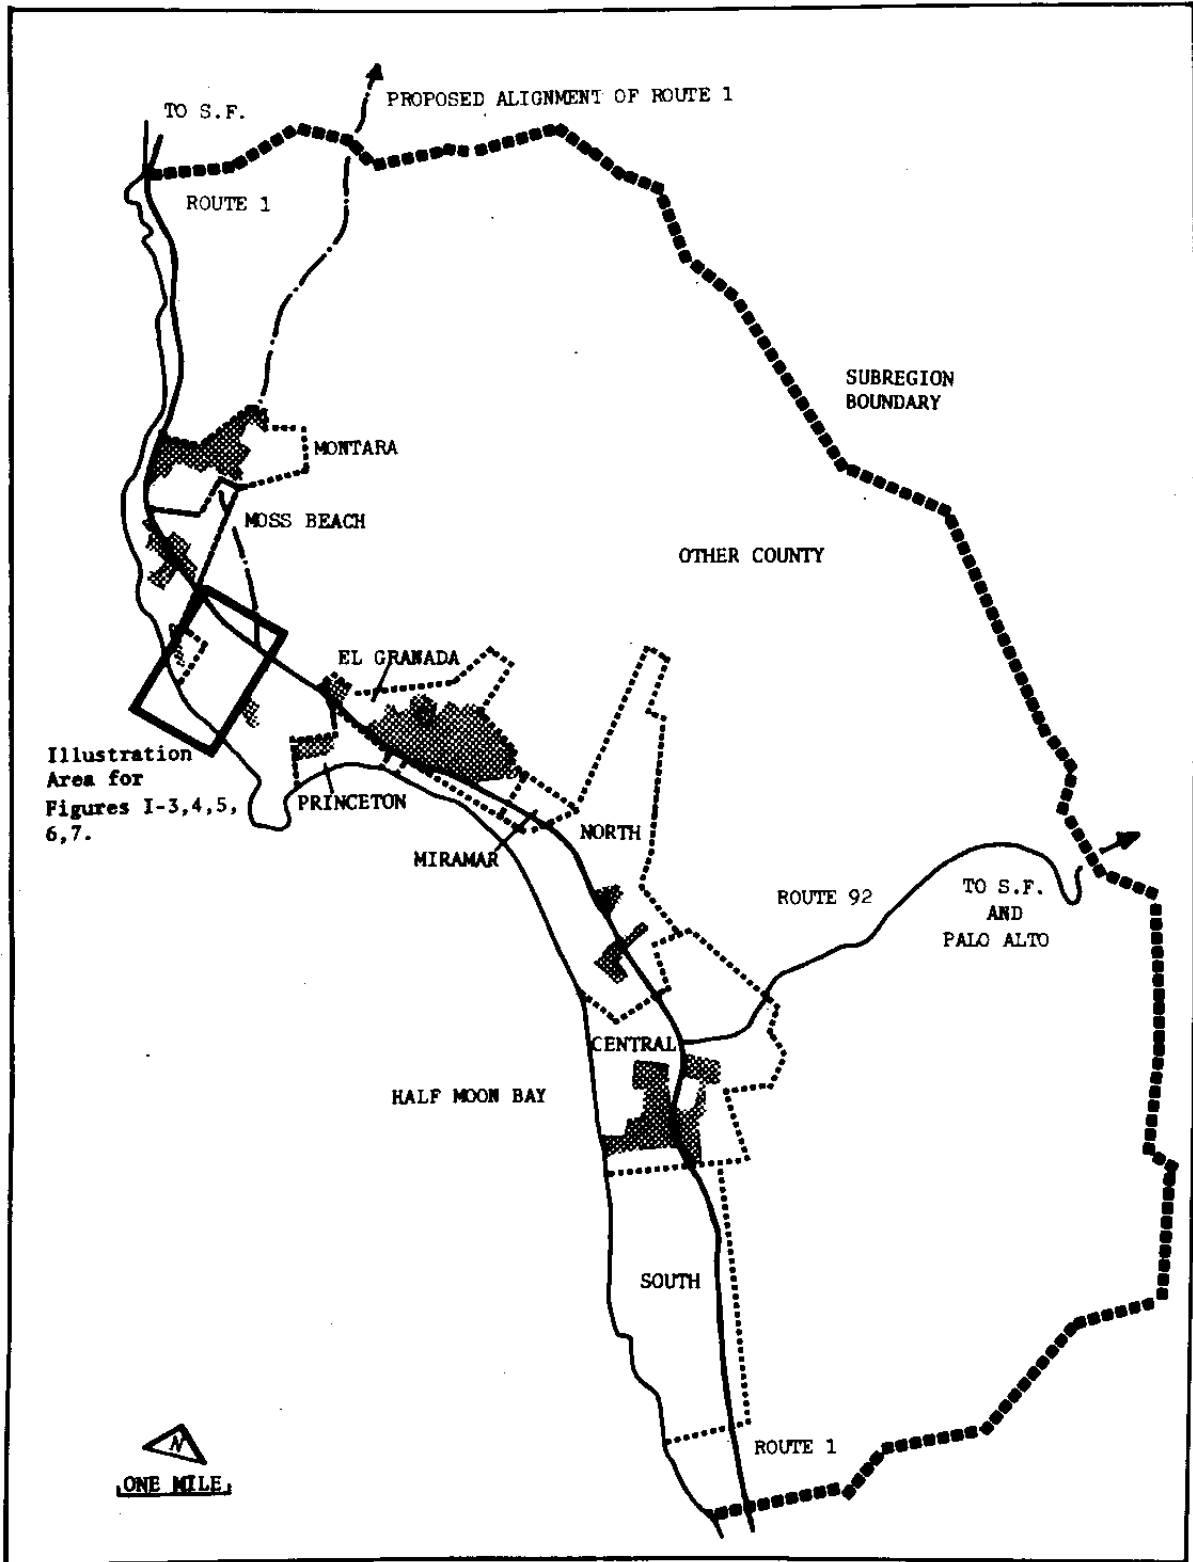 PROPOSED ALIGNMENT OF ROUTE 1
TO S.F.
ROUTE 1
SUBREGION
BOUNDARY
MONTARA
MOSS BEACH
OTHER COUNTY
EL GRANADA
Illustration
Area for
Figures I-3,4,5,
6,7.
PRINCETON
MIRAMAR
NORTH
ROUTE 92
TO S.F.
AND
PALO ALTO
CENTRAL
HALF MOON BAY
SOUTH
ROUTE 1
N
ONE MILE